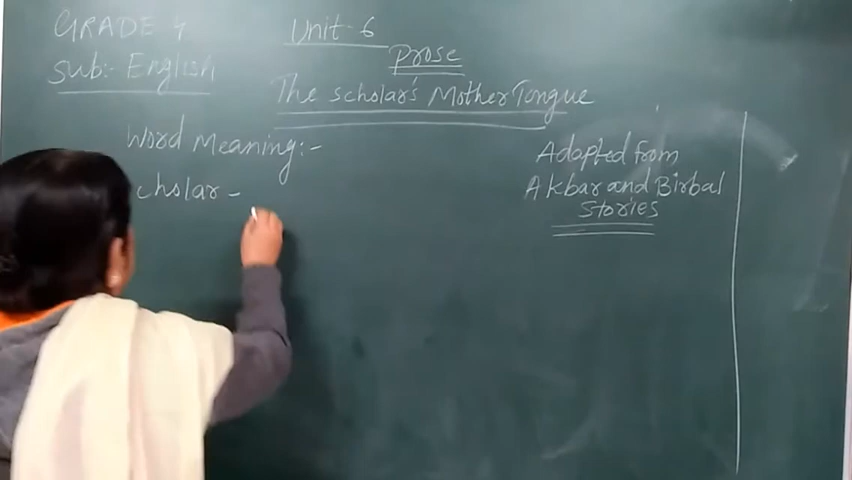 GRADE 4
Unit - 6
Sub:- English
Prose
The Scholar's Mother Tongue
Word Meaning:-
cholar -
Adapted from
Akbar and Birbal
Stories